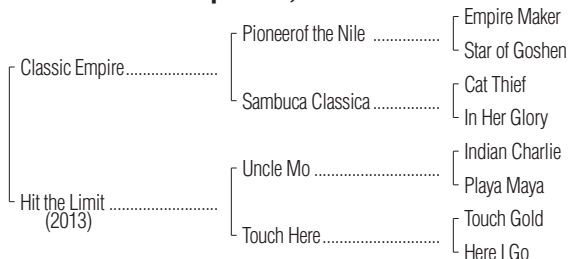 Empire Maker
Pioneerof the Nile ................
Star of Goshen
Classic Empire......................
Cat Thief
Sambuca Classica ................
In Her Glory
Indian Charlie
Uncle Mo ..............................
Playa Maya
Hit the Limit ..........................
(2013)
Touch Gold
Touch Here............................
Here I Go